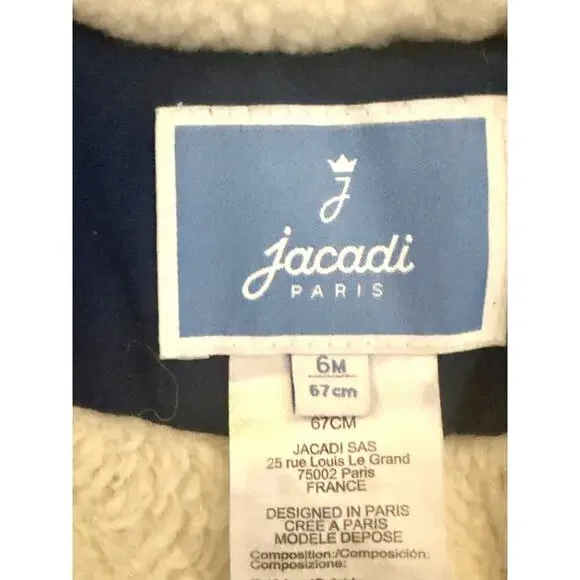 J
jacadi
PARIS
6M
67cm
67CM
JACADI SAS
25 rue Louis Le Grand
75002 Paris
FRANCE
DESIGNED IN PARIS
CREE A PARIS
MODELE DEPOSE
Composition:/Composición:
Composizione: